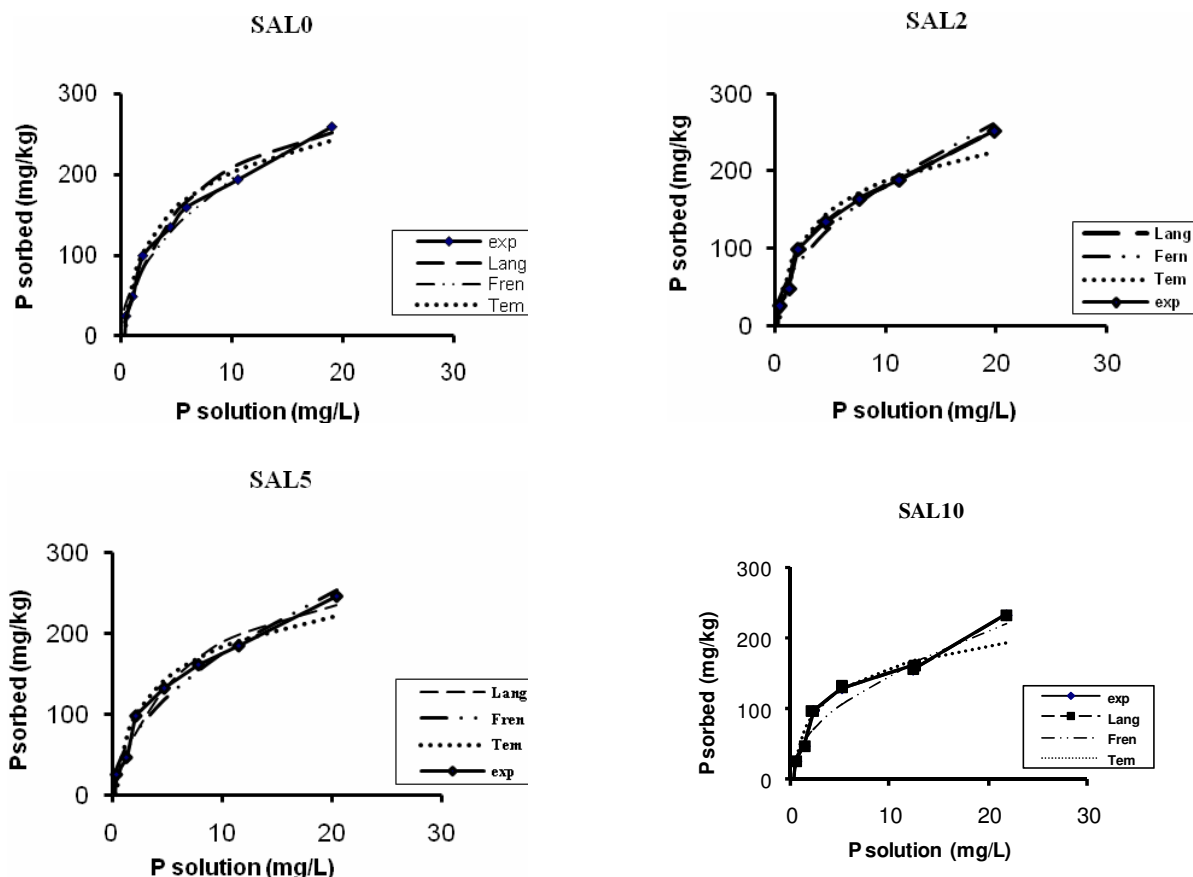 SAL0
P sorbed (mg/kg)
300
200
100
0
exp
Lang
Fren
Tem
0 10 20 30
P solution (mg/L)
SAL2
P sorbed (mg/kg
300
200
100
0
Lang
Fern
Tem
exp
0 10 20 30
P solution (mg/L)
SAL5
Psorbed (mg/kg)
300
200
100
0
Lang
Fren
Tem
exp
0 10 20 30
P solution (mg/L)
SAL10
P sorbed (mg/kg)
300
200
100
0
exp
Lang
Fren
Tem
0 10 20 30
P solution (mg/L)